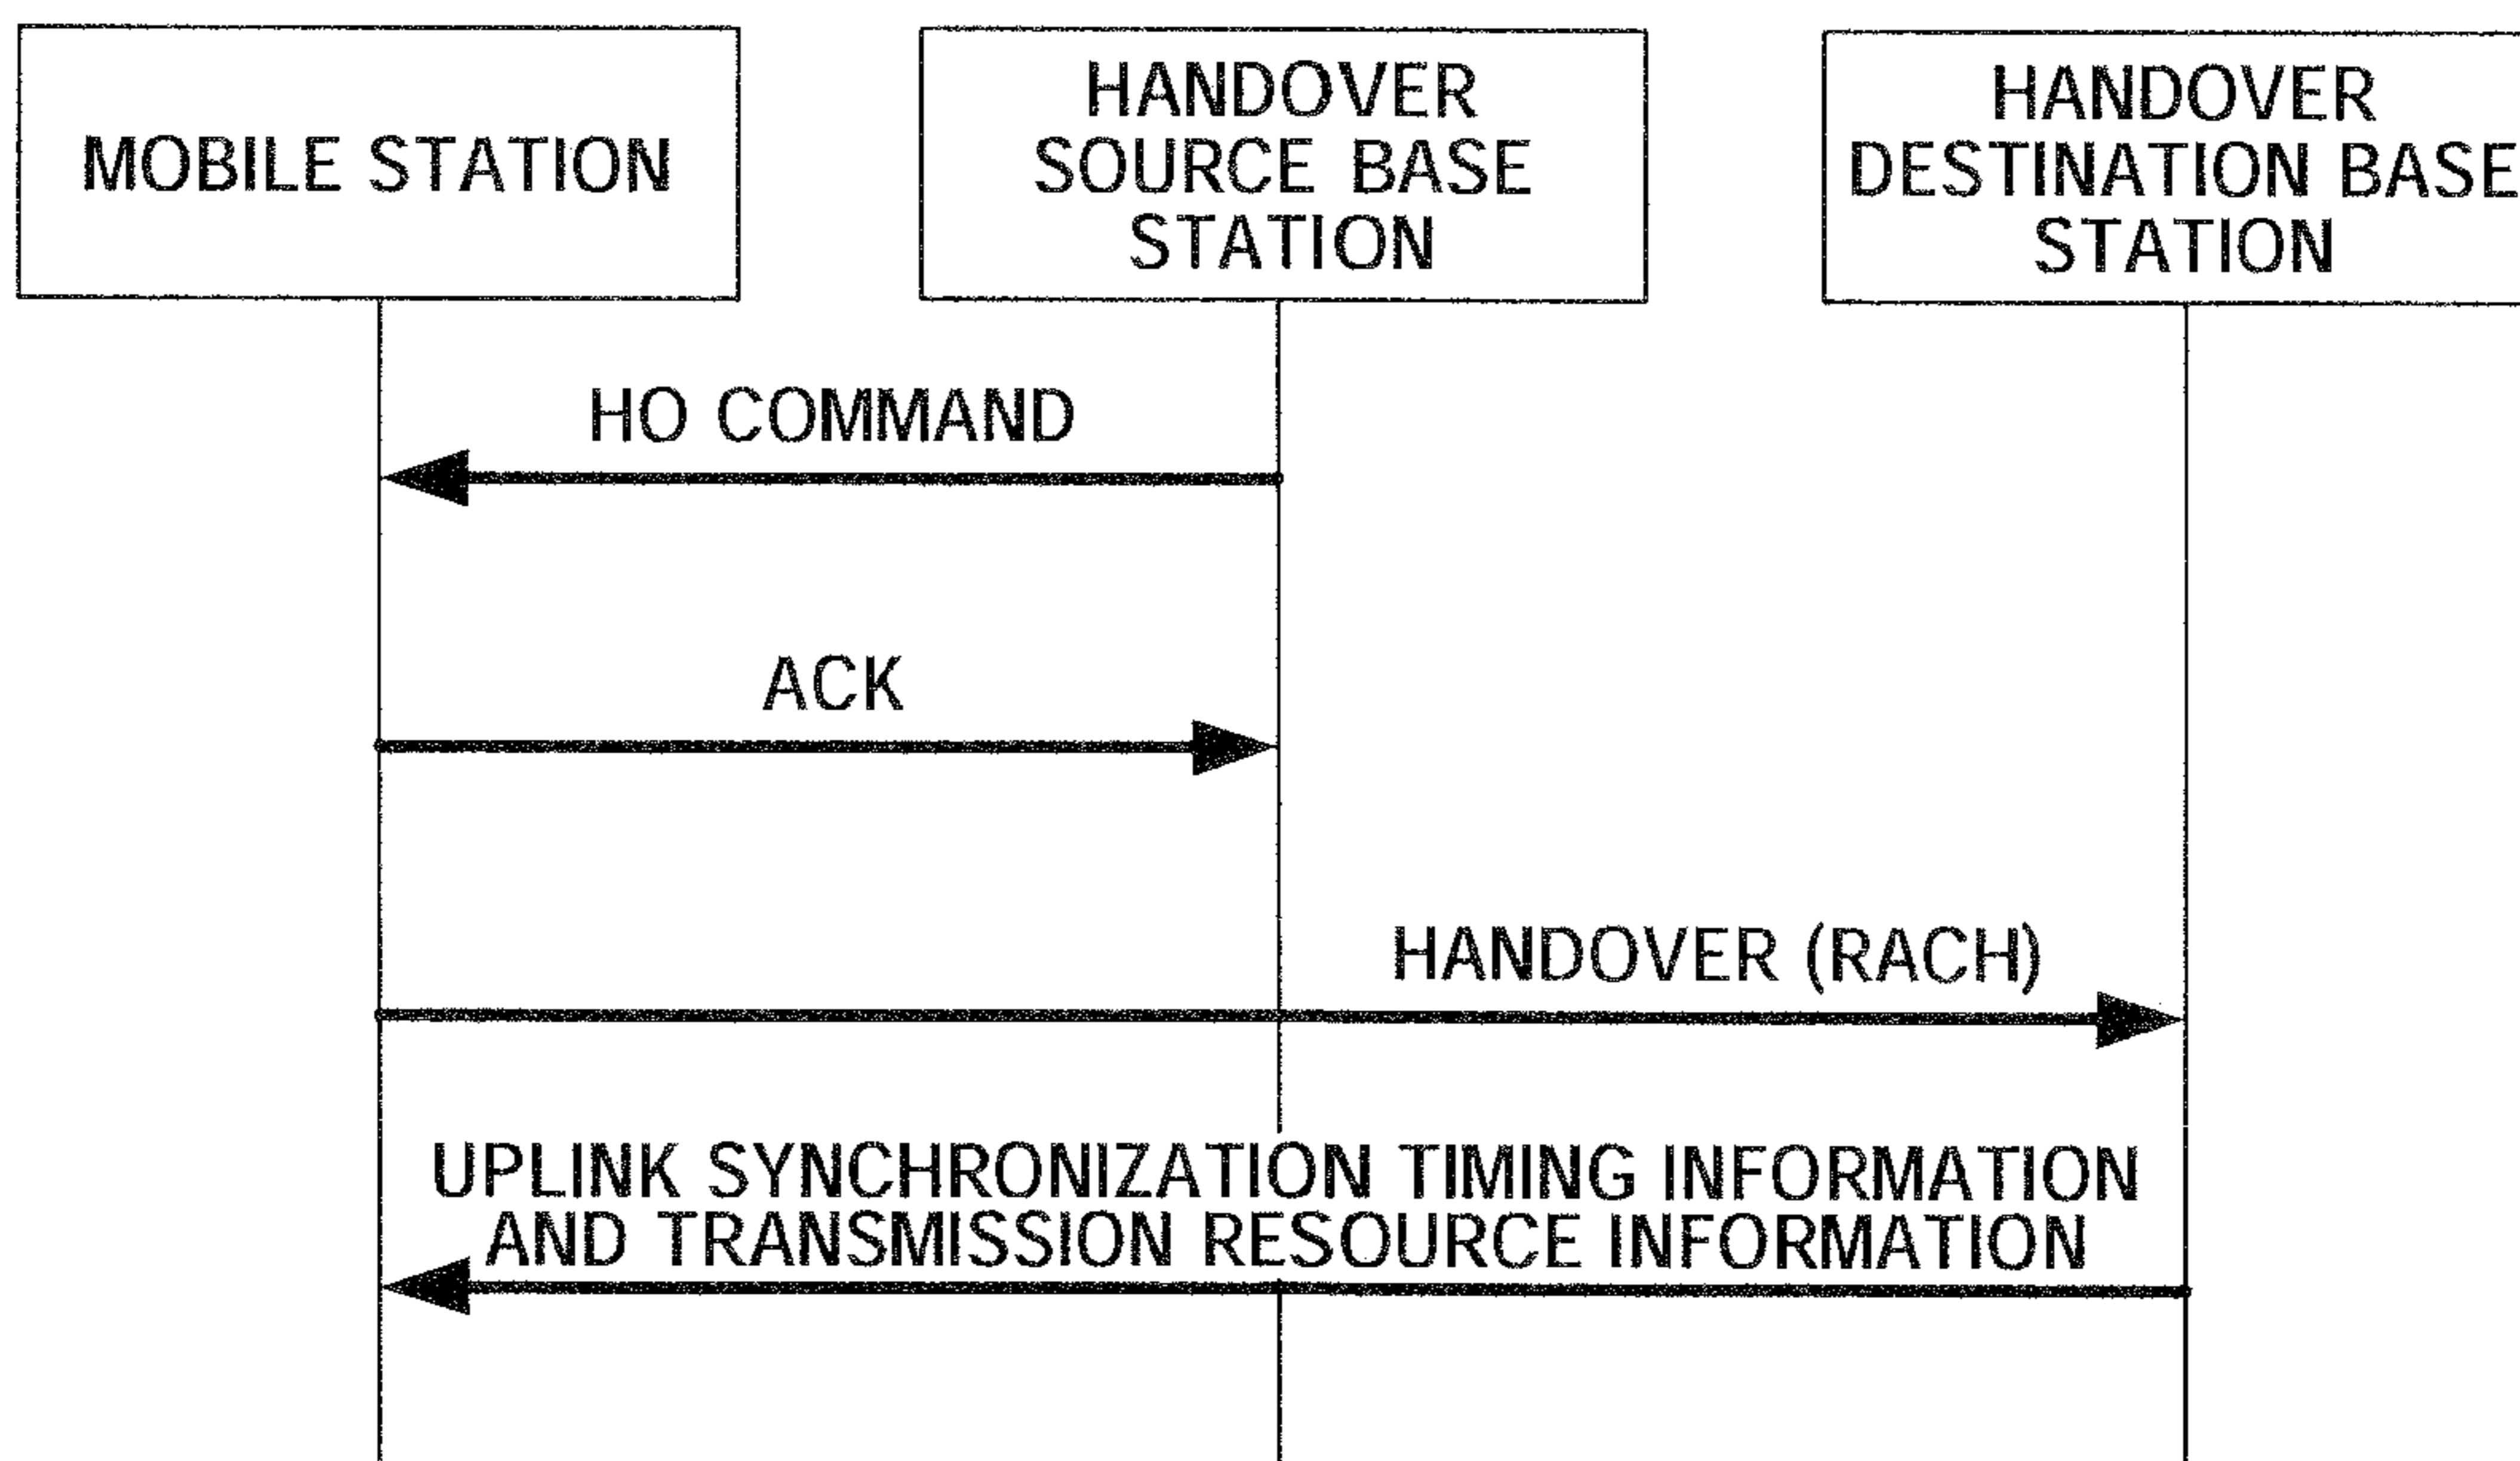 MOBILE STATION
HANDOVER
SOURCE BASE
STATION
HANDOVER
DESTINATION BASE
STATION
HO COMMAND
ACK
HANDOVER (RACH)
UPLINK SYNCHRONIZATION TIMING INFORMATION
AND TRANSMISSION RESOURCE INFORMATION